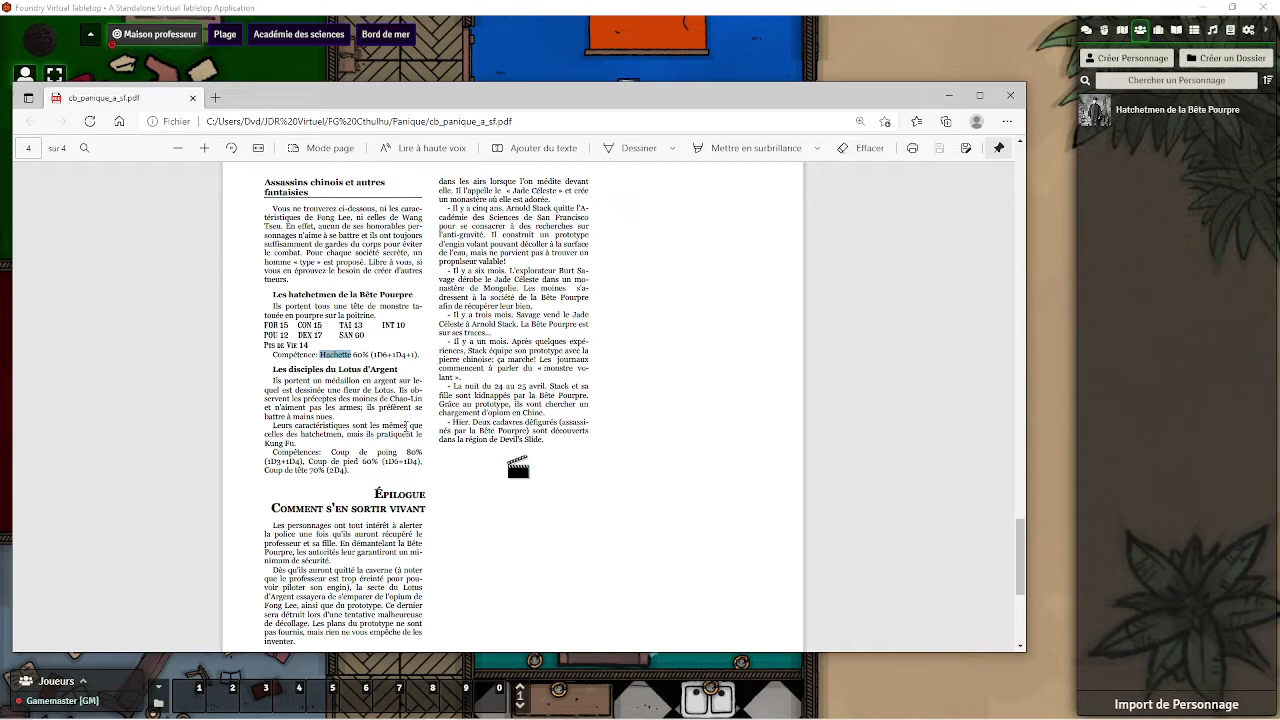 Foundry Virtual Tabletop • A Standalone Virtual Tabletop Application
Maison professeur
G
Plage
Académie des sciences
Bord de mer
Créer Personnage
Créer un Dossier
Chercher un Personnage
Hatchetmen de la Bête Pourpre
Import de Personnage
cb_panique_a_sf.pdf
Fichier
C:/Users/Dvd/JDR%20Virtuel/FG%20Cthulhu/Panique/cb_panique_a_sf.pdf
4
sur 4
Mode page
Lire à haute voix
Ajouter du texte
Dessiner
Mettre en surbrillance
Effacer
Assassins chinois et autres
fantaisies
Vous ne trouverez ci-dessous, ni les carac-
téristiques de Fong Lee, ni celles de Wang
Tseu. En effet, aucun de ses honorables per-
sonnages n'aime à se battre et ils ont toujours
suffisamment de gardes du corps pour éviter
le combat. Pour chaque société secrète, un
homme « type » est proposé. Libre à vous, si
vous en éprouvez le besoin de créer d'autres
tueurs.
Les hatchetmen de la Bête Pourpre
Ils portent tous une tête de monstre ta-
touée en pourpre sur la poitrine.
FOR 15 CON 15 TAI 13 INT 10
POU 12 DEX 17 SAN 60
Pts de Vie 14
Compétence: Hachette 60% (1D6+1D4+1).
Les disciples du Lotus d'Argent
Ils portent un médaillon en argent sur le-
quel est dessinée une fleur de Lotus. Ils ob-
servent les préceptes des moines de Chao-Lin
et n'aiment pas les armes; ils préfèrent se
battre à mains nues.
Leurs caractéristiques sont les mêmes que
celles des hatchetmen, mais ils pratiquent le
Kung Fu.
Compétences: Coup de poing 80%
(1D3+1D4), Coup de pied 60% (1D6+1D4),
Coup de tête 70% (2D4).
Épilogue
Comment s'en sortir vivant
Les personnages ont tout intérêt à alerter
la police une fois qu'ils auront récupéré le
professeur et sa fille. En démantelant la Bête
Pourpre, les autorités leur garantiront un mi-
nimum de sécurité.
Dès qu'ils auront quitté la caverne (à noter
que le professeur est trop éreinté pour pou-
voir piloter son engin), la secte du Lotus
d'Argent essayera de s'emparer de l'opium de
Fong Lee, ainsi que du prototype. Ce dernier
sera détruit lors d'une tentative malheureuse
de décollage. Les plans du prototype ne sont
pas fournis, mais rien ne vous empêche de les
inventer.
dans les airs lorsque l'on médite devant
elle. Il l'appelle le « Jade Céleste » et crée
un monastère où elle est adorée.
- Il y a cinq ans. Arnold Stack quitte l'A-
cadémie des Sciences de San Francisco
pour se consacrer à des recherches sur
l'anti-gravité. Il construit un prototype
d'engin volant pouvant décoller à la surface
de l'eau, mais ne parvient pas à trouver un
propulseur valable!
- Il y a six mois. L'explorateur Burt Sa-
vage dérobe le Jade Céleste dans un mo-
nastère de Mongolie. Les moines s'a-
dressent à la société de la Bête Pourpre
afin de récupérer leur bien.
- Il y a trois mois. Savage vend le Jade
Céleste à Arnold Stack. La Bête Pourpre est
sur ses traces...
- Il y a un mois. Après quelques expé-
riences, Stack équipe son prototype avec la
pierre chinoise; ça marche! Les journaux
commencent à parler du « monstre vo-
lant ».
- La nuit du 24 au 25 avril. Stack et sa
fille sont kidnappés par la Bête Pourpre.
Grâce au prototype, ils vont chercher un
chargement d'opium en Chine.
- Hier. Deux cadavres défigurés (assassi-
nés par la Bête Pourpre) sont découverts
dans la région de Devil's Slide.
Joueurs
Gamemaster [GM]
1 2 3 4 5 6 7 8 9 0
1